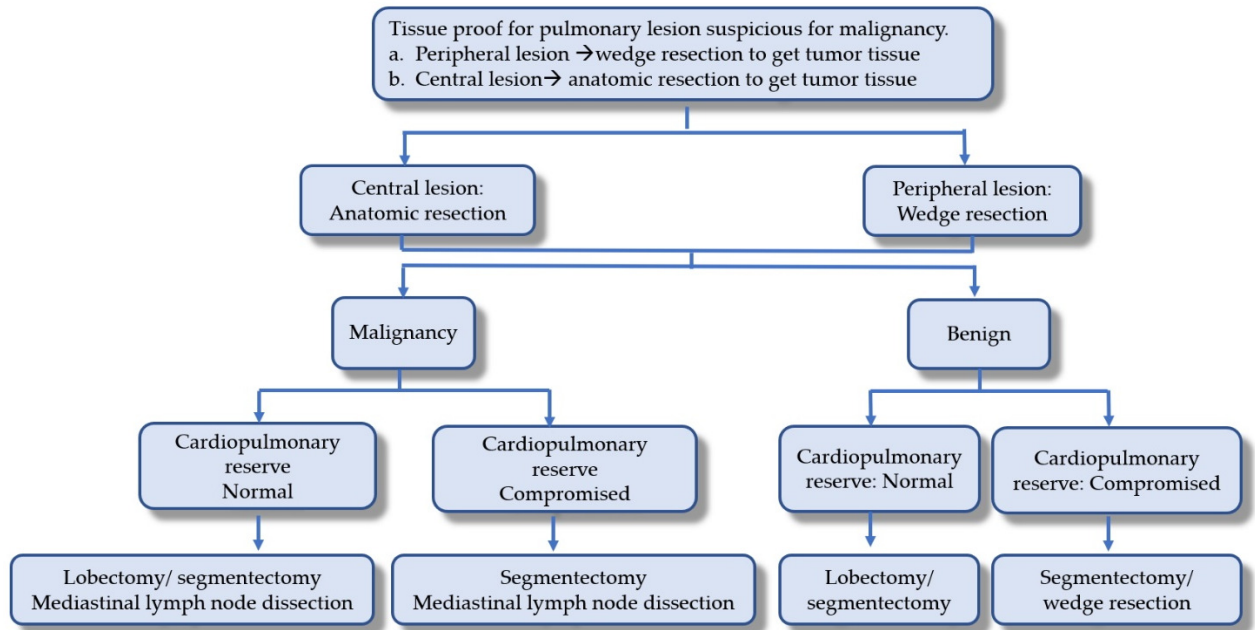 Tissue proof for pulmonary lesion suspicious for malignancy.
a. Peripheral lesion →wedge resection to get tumor tissue
b. Central lesion→ anatomic resection to get tumor tissue
Central lesion:
Anatomic resection
Peripheral lesion:
Wedge resection
Malignancy
Benign
Cardiopulmonary
reserve
Normal
Cardiopulmonary
reserve
Compromised
Cardiopulmonary
reserve: Normal
Cardiopulmonary
reserve: Compromised
Lobectomy/ segmentectomy
Mediastinal lymph node dissection
Segmentectomy
Mediastinal lymph node dissection
Lobectomy/
segmentectomy
Segmentectomy/
wedge resection